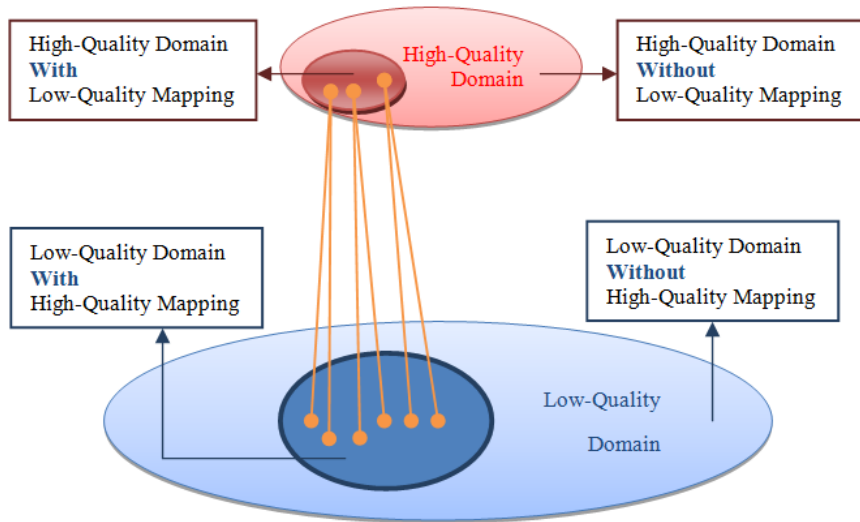 High-Quality Domain
With
Low-Quality Mapping
High-Quality
Domain
High-Quality Domain
Without
Low-Quality Mapping
Low-Quality Domain
With
High-Quality Mapping
Low-Quality Domain
Without
High-Quality Mapping
Low-Quality
Domain